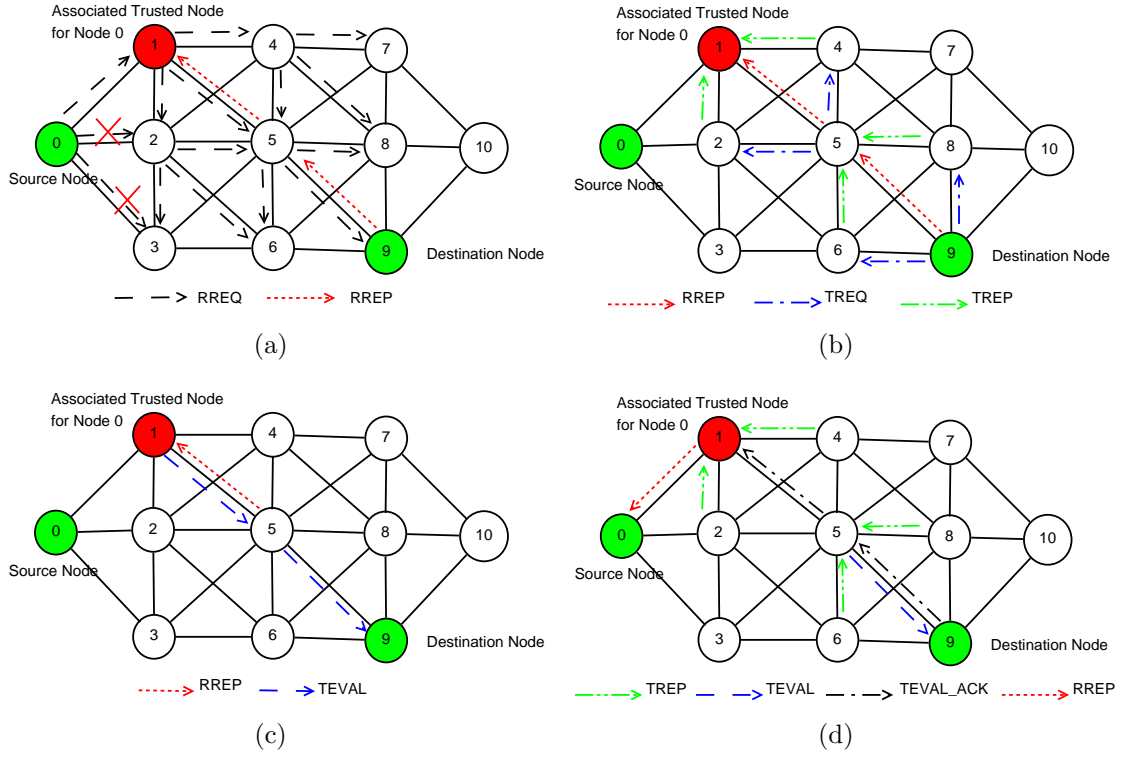 Associated Trusted Node
for Node 0
1
4
7
0
2
5
8
10
Source Node
3
6
9
Destination Node
RREQ
RREP
(a)
Associated Trusted Node
for Node 0
1
4
7
0
2
5
8
10
Source Node
3
6
9
Destination Node
RREP
TREQ
TREP
(b)
Associated Trusted Node
for Node 0
1
4
7
0
2
5
8
10
Source Node
3
6
9
Destination Node
RREP
TEVAL
(c)
Associated Trusted Node
for Node 0
1
4
7
0
2
5
8
10
Source Node
3
6
9
Destination Node
TREP
TEVAL
TEVAL_ACK
RREP
(d)